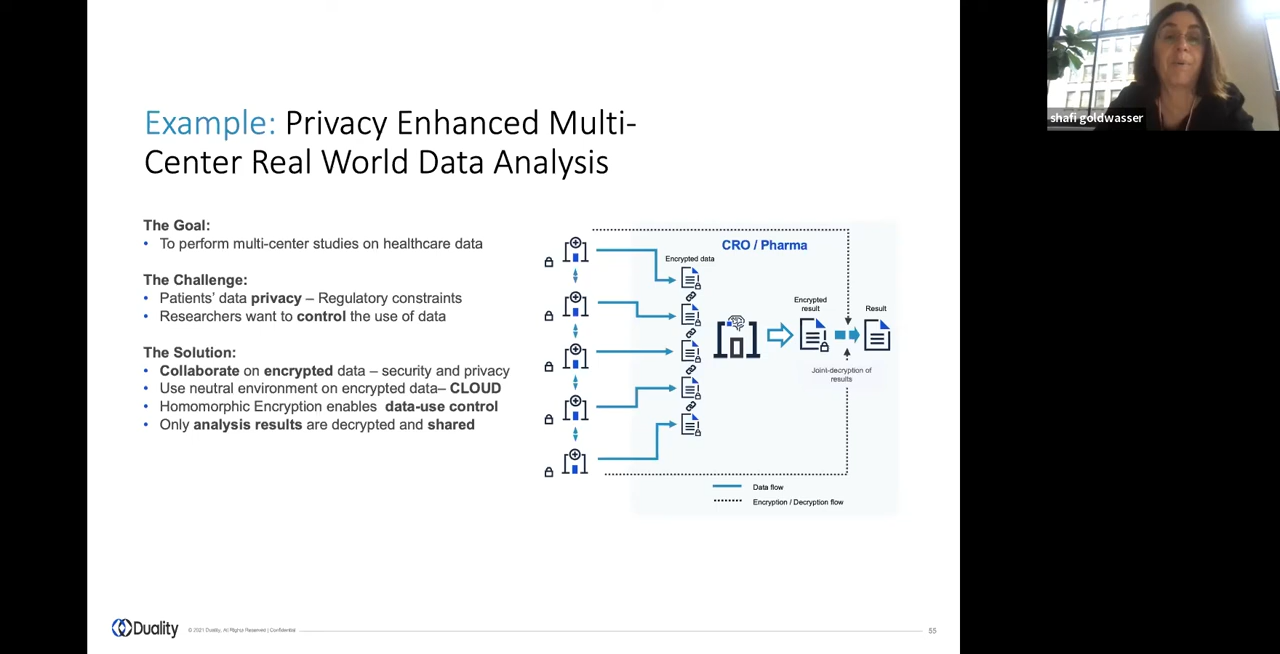 Example: Privacy Enhanced Multi-
Center Real World Data Analysis
The Goal:
• To perform multi-center studies on healthcare data
The Challenge:
• Patients' data privacy – Regulatory constraints
• Researchers want to control the use of data
The Solution:
• Collaborate on encrypted data – security and privacy
• Use neutral environment on encrypted data– CLOUD
• Homomorphic Encryption enables data-use control
• Only analysis results are decrypted and shared
CRO / Pharma
Encrypted data
Encrypted
result
Result
Joint-decryption of
results
Data flow
Encryption / Decryption flow
Duality
© 2021 Duality, All Rights Reserved | Confidential
55
shafi goldwasser